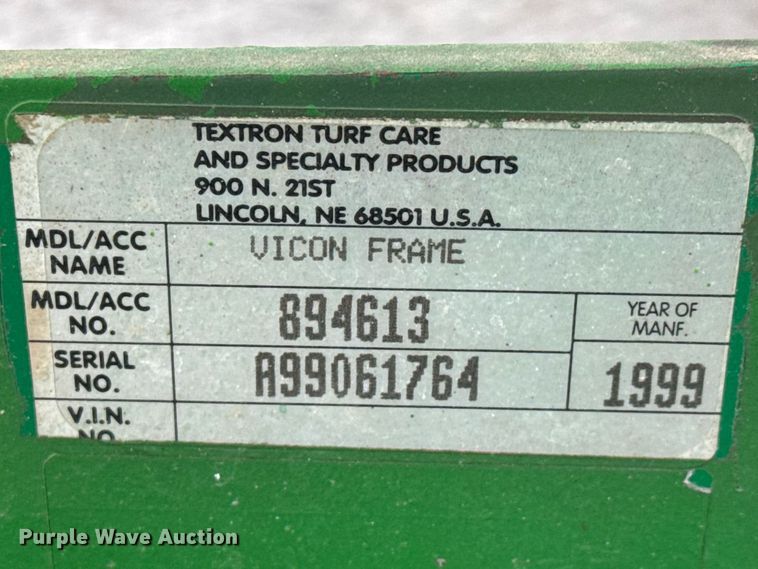 TEXTRON TURF CARE
AND SPECIALTY PRODUCTS
900 N. 21ST
LINCOLN, NE 68501 U.S.A.
MDL/ACC NAME
VICON FRAME
MDL/ACC NO.
894613
YEAR OF MANF.
SERIAL NO.
A99061764
1999
V.I.N. NO.
Purple Wave Auction